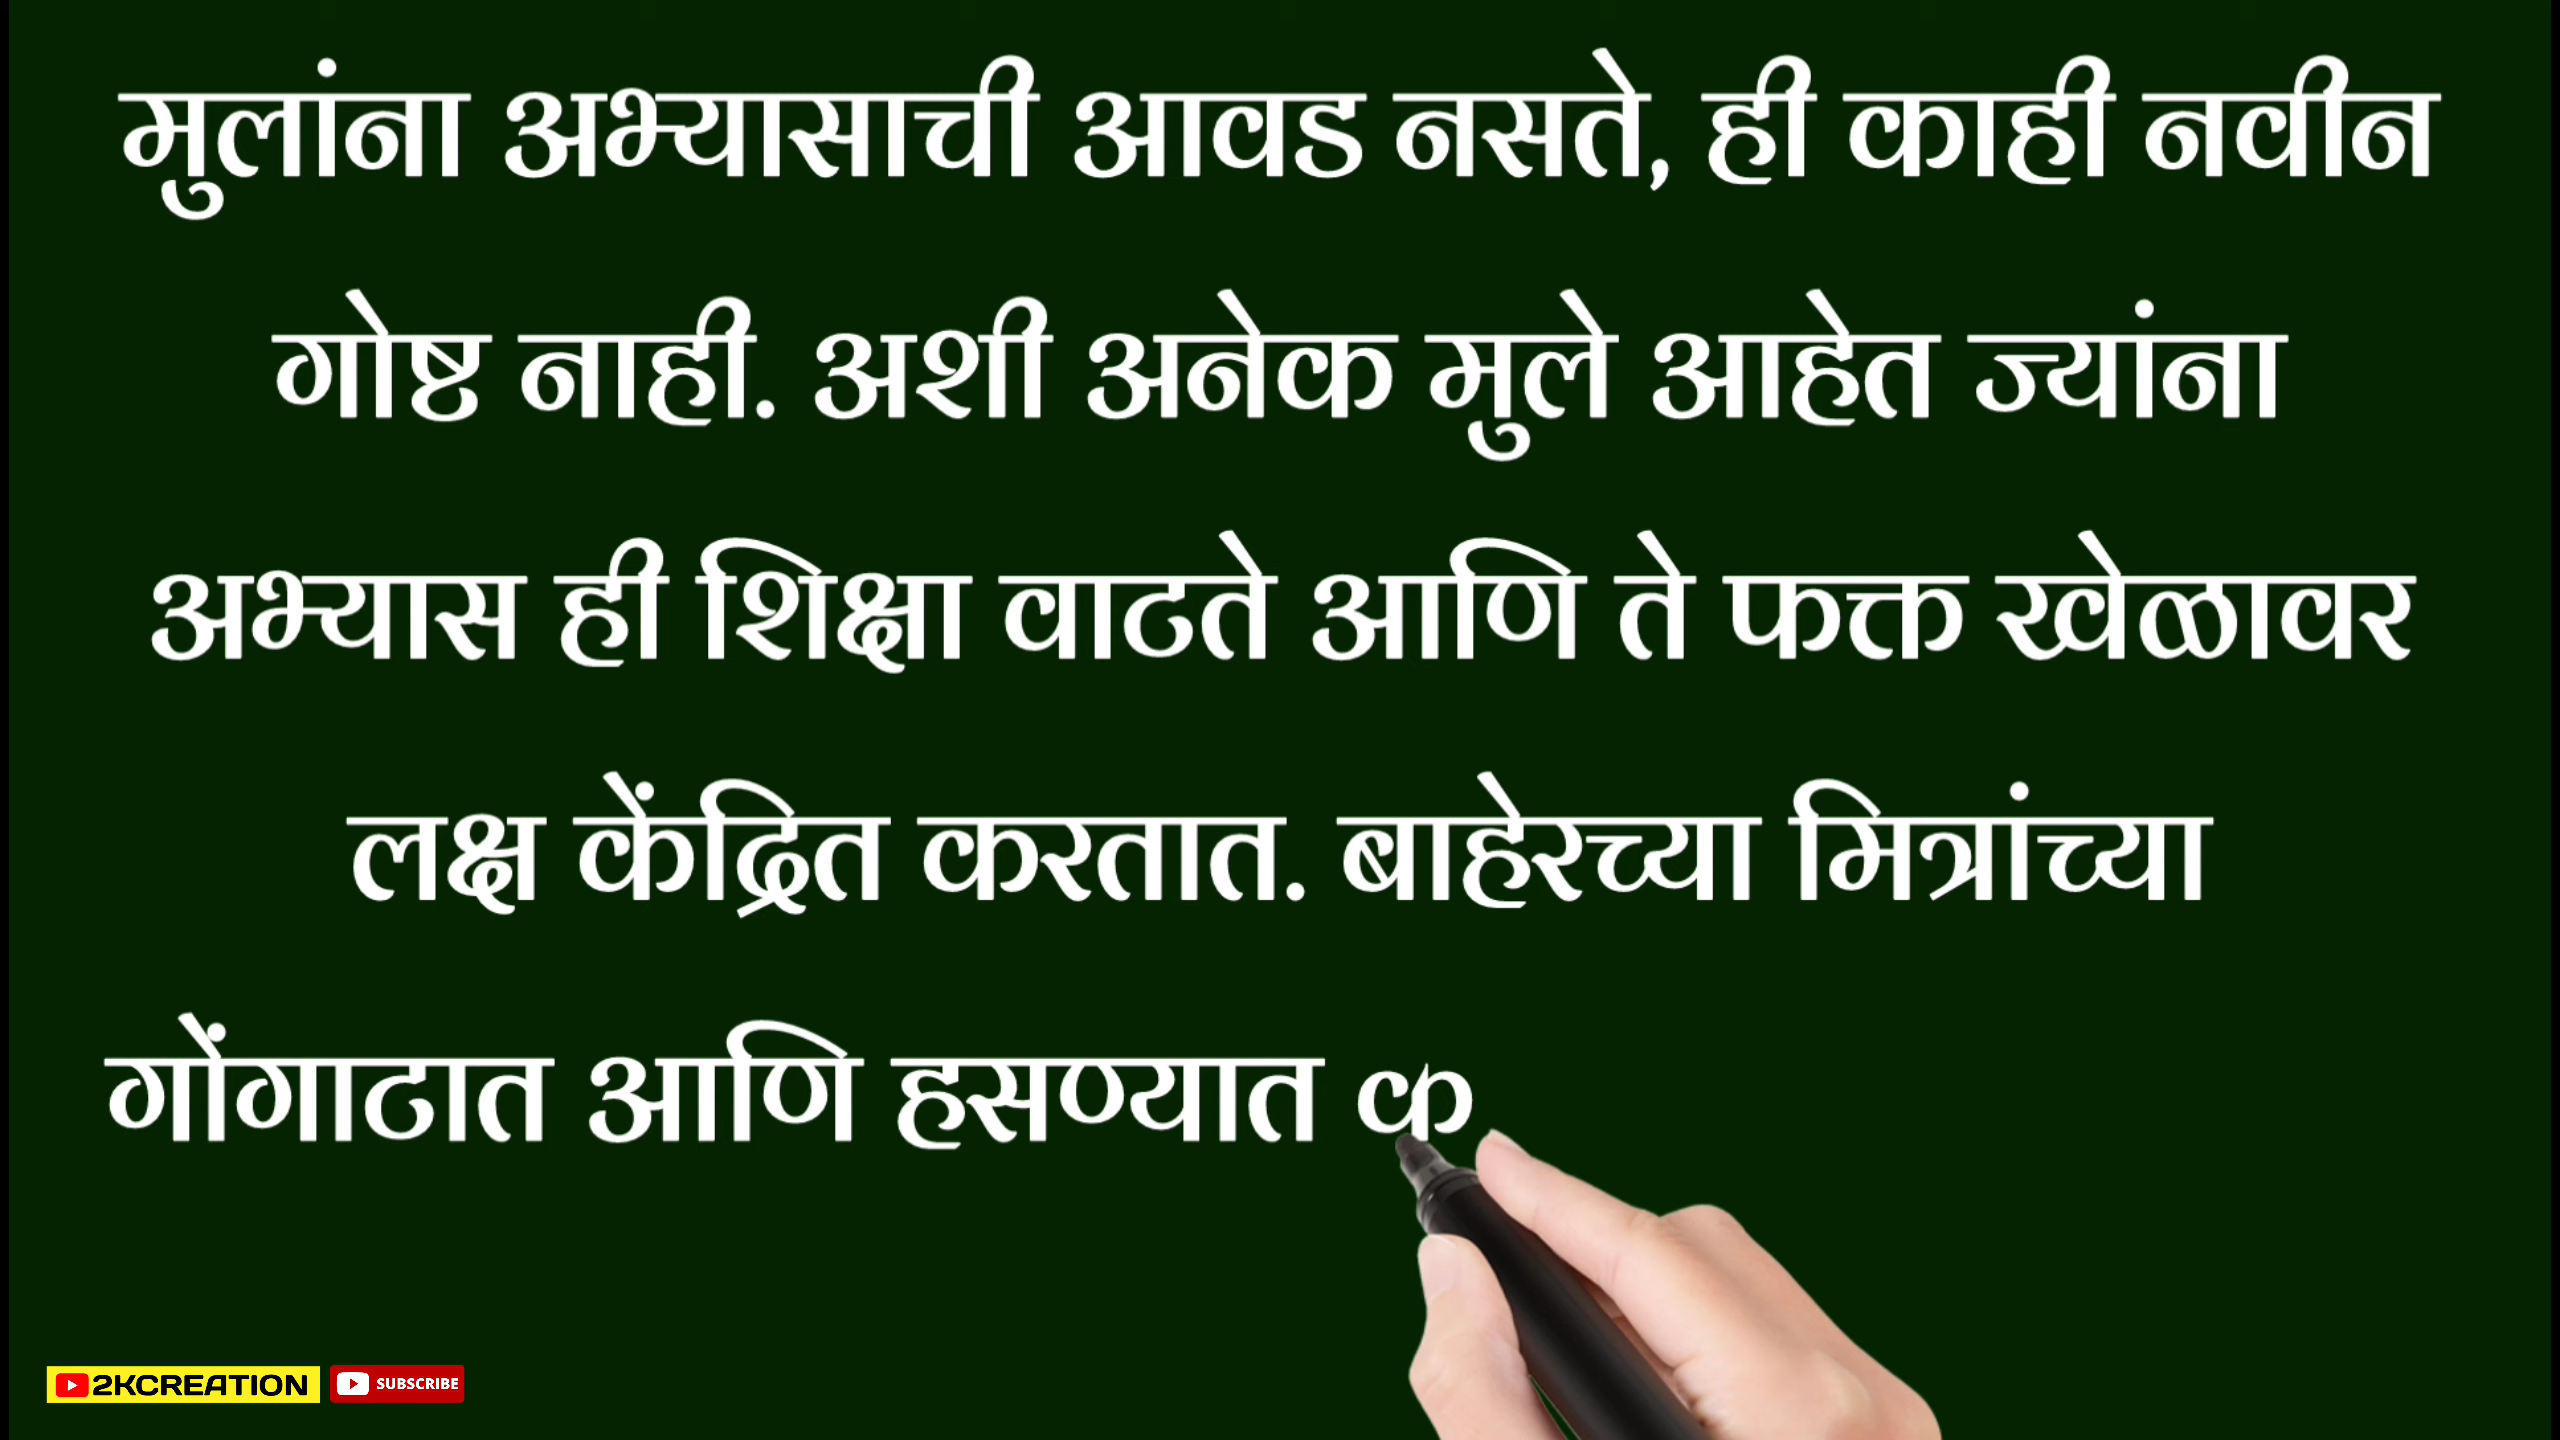 मुलांना अभ्यासाची आवड नसते, ही काही नवीन
गोष्ट नाही. अशी अनेक मुले आहेत ज्यांना
अभ्यास ही शिक्षा वाटते आणि ते फक्त खेळावर
लक्ष केंद्रित करतात. बाहेरच्या मित्रांच्या
गोंगाटात आणि हसण्यात क
2KCREATION SUBSCRIBE